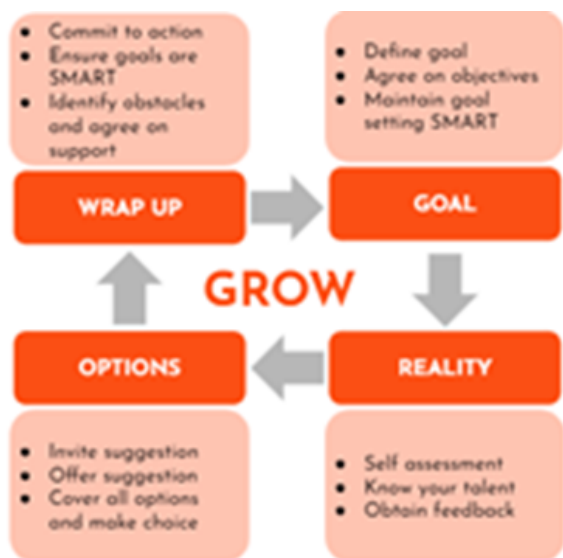 ● Commit to action
● Ensure goals are
SMART
● Identify obstacles
and agree on
support
● Define goal
● Agree on objectives
● Maintain goal
setting SMART
WRAP UP
GOAL
GROW
OPTIONS
REALITY
● Invite suggestion
● Offer suggestion
● Cover all options
and make choice
● Self assessment
● Know your talent
● Obtain feedback